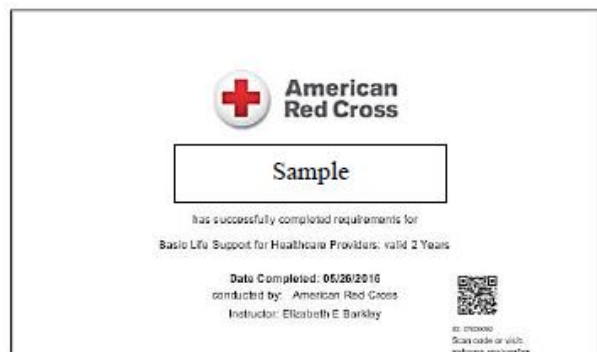 American
Red Cross
Sample
has successfully completed requirements for
Basic Life Support for Healthcare Providers: valid 2 Years
Date Completed: 05/26/2016
conducted by: American Red Cross
Instructor: Elizabeth E Barkley
ID:
Scan code or visit: